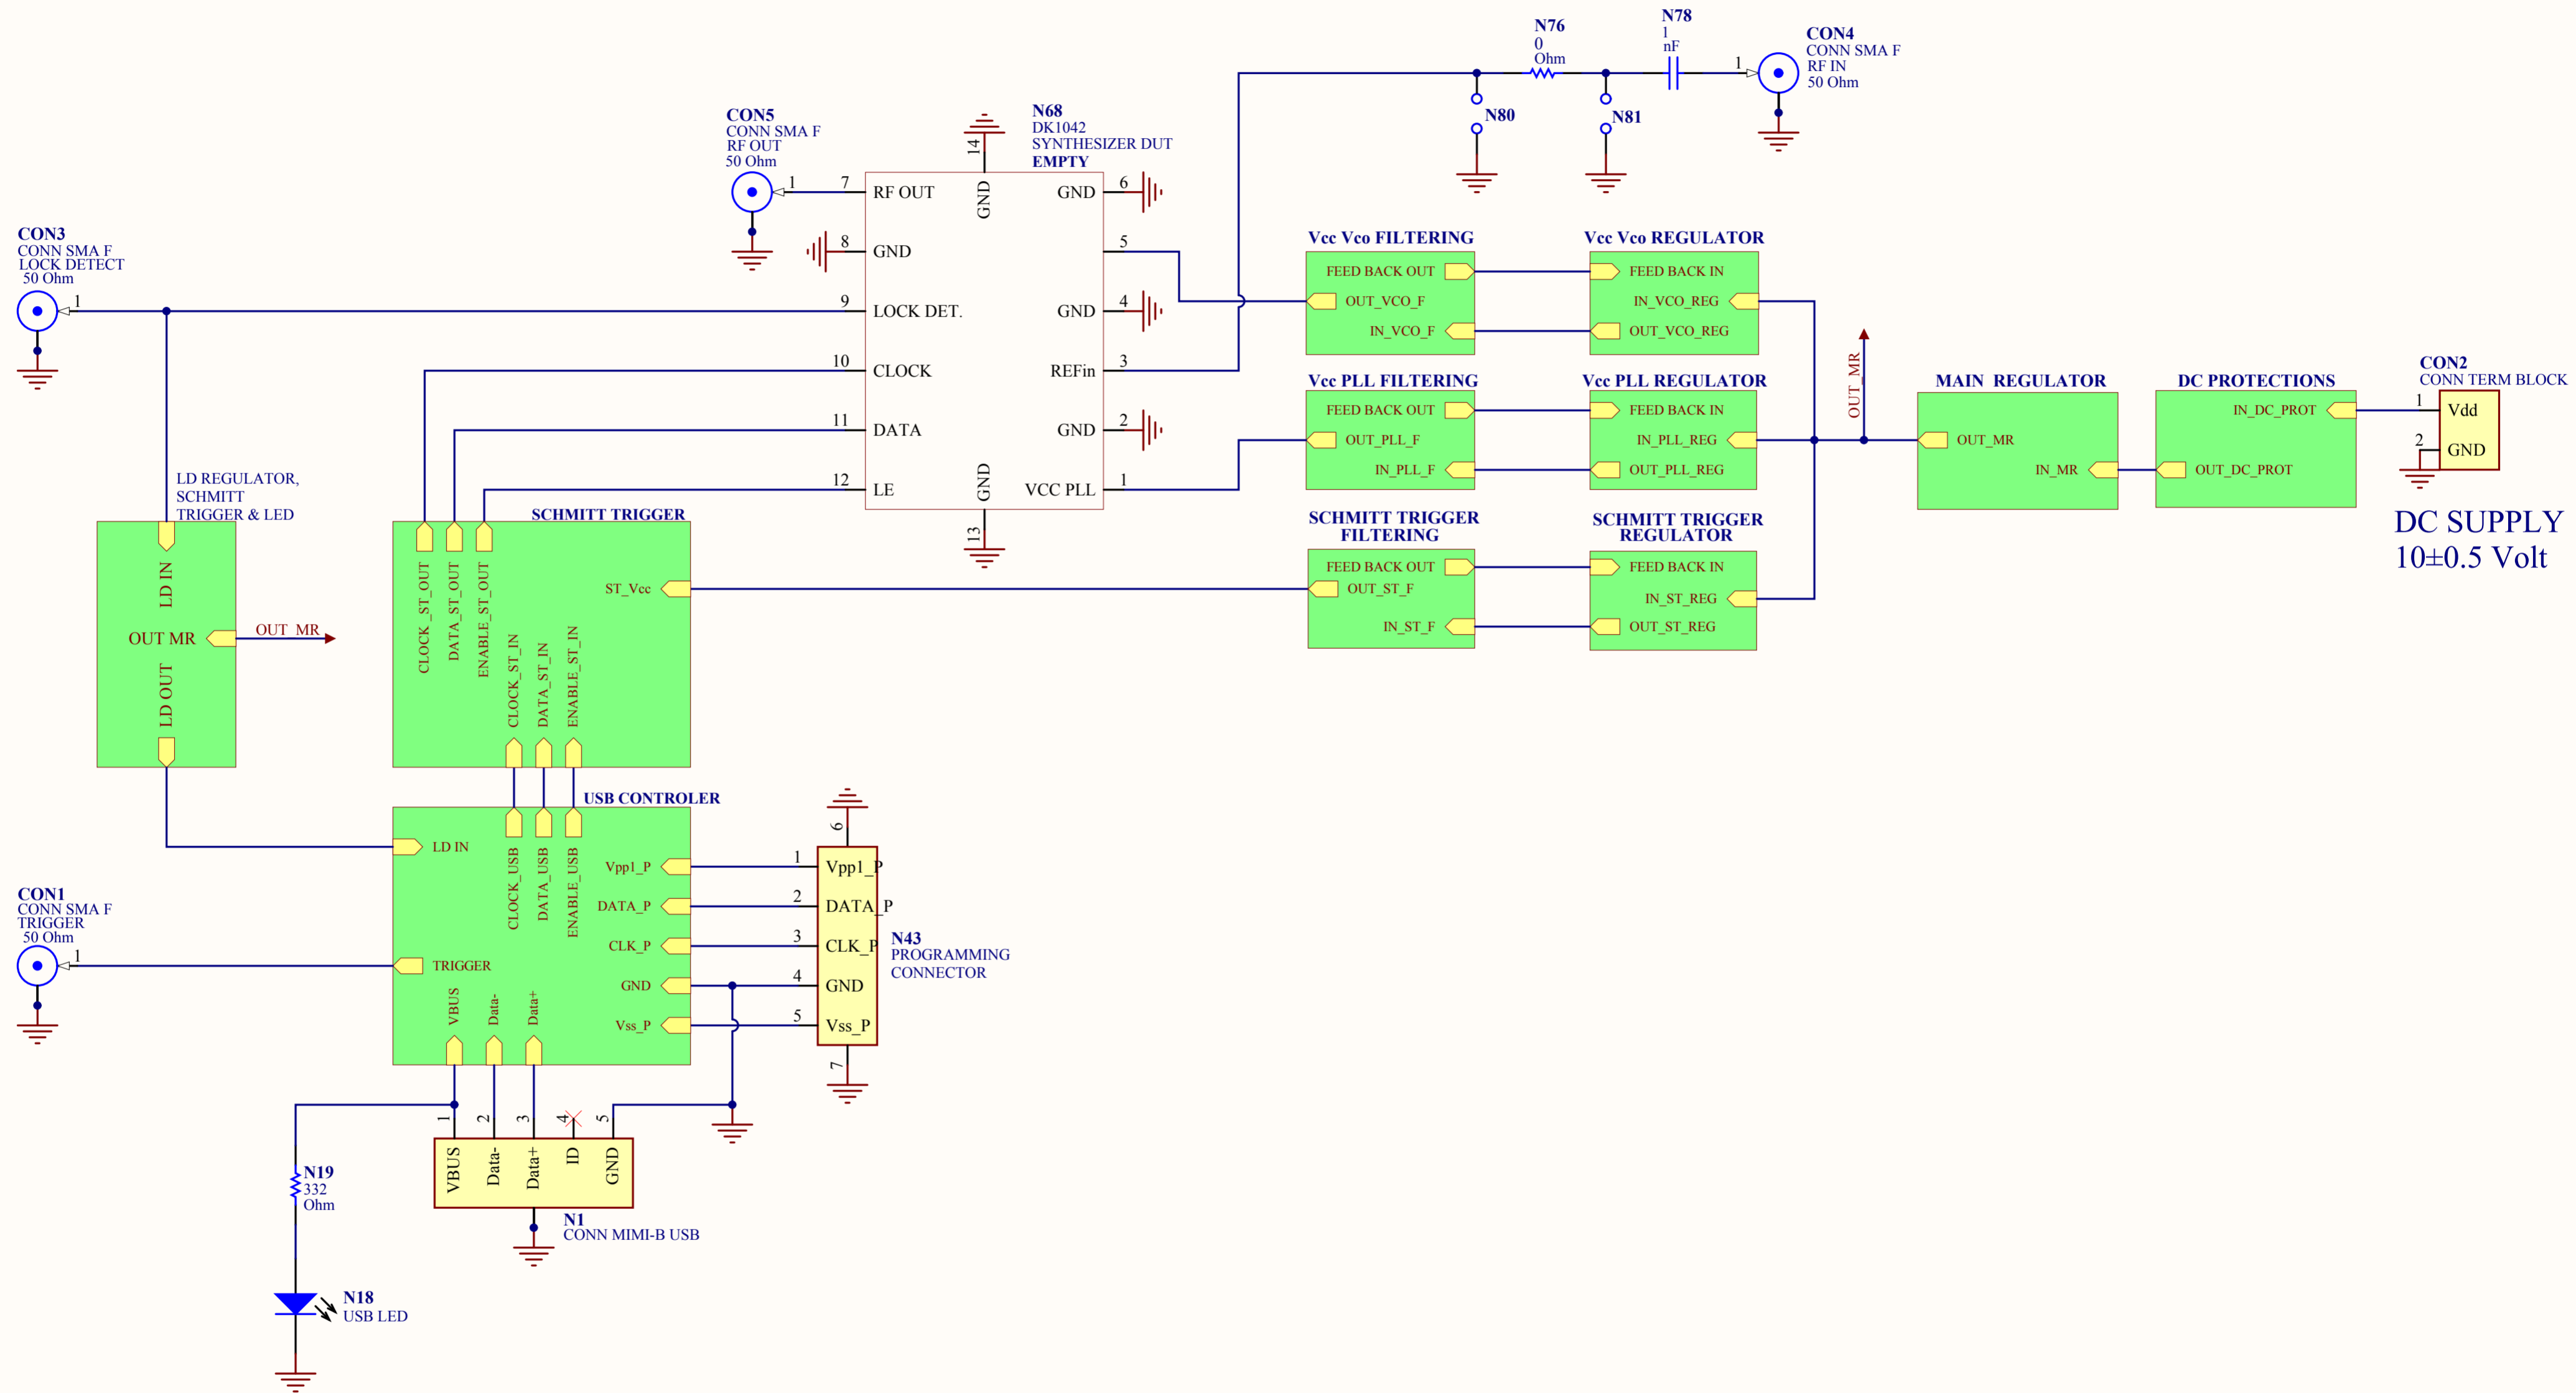 N76
0
Ohm
N78
1
nF
CON4
CONN SMA F
RF IN
50 Ohm
1
N80
N81
CON5
CONN SMA F
RF OUT
50 Ohm
1
N68
DK1042
SYNTHESIZER DUT
EMPTY
14
GND
7
RF OUT
GND
6
8
GND
5
9
LOCK DET.
GND
4
10
CLOCK
REFin
3
11
DATA
GND
2
12
LE
GND
VCC PLL
1
13
CON3
CONN SMA F
LOCK DETECT
50 Ohm
1
Vcc Vco FILTERING
FEED BACK OUT
OUT_VCO_F
IN_VCO_F
Vcc Vco REGULATOR
FEED BACK IN
IN_VCO_REG
OUT_VCO_REG
Vcc PLL FILTERING
FEED BACK OUT
OUT_PLL_F
IN_PLL_F
Vcc PLL REGULATOR
FEED BACK IN
IN_PLL_REG
OUT_PLL_REG
SCHMITT TRIGGER
FILTERING
FEED BACK OUT
OUT_ST_F
IN_ST_F
SCHMITT TRIGGER
REGULATOR
FEED BACK IN
IN_ST_REG
OUT_ST_REG
OUT_MR
MAIN  REGULATOR
OUT_MR
IN_MR
DC PROTECTIONS
IN_DC_PROT
OUT_DC_PROT
CON2
CONN TERM BLOCK
1
Vdd
2
GND
DC SUPPLY
10±0.5 Volt
LD REGULATOR,
SCHMITT
TRIGGER & LED
LD IN
OUT MR
OUT_MR
LD OUT
SCHMITT TRIGGER
CLOCK_ST_OUT
DATA_ST_OUT
ENABLE_ST_OUT
ST_Vcc
CLOCK_ST_IN
DATA_ST_IN
ENABLE_ST_IN
USB CONTROLER
LD IN
CLOCK_USB
DATA_USB
ENABLE_USB
Vpp1_P
DATA_P
CLK_P
GND
Vss_P
TRIGGER
VBUS
Data-
Data+
CON1
CONN SMA F
TRIGGER
50 Ohm
1
6
1
Vpp1_P
2
DATA_P
3
CLK_P
4
GND
5
Vss_P
7
N43
PROGRAMMING
CONNECTOR
1
2
3
4
5
VBUS
Data-
Data+
ID
GND
N1
CONN MIMI-B USB
N19
332
Ohm
N18
USB LED